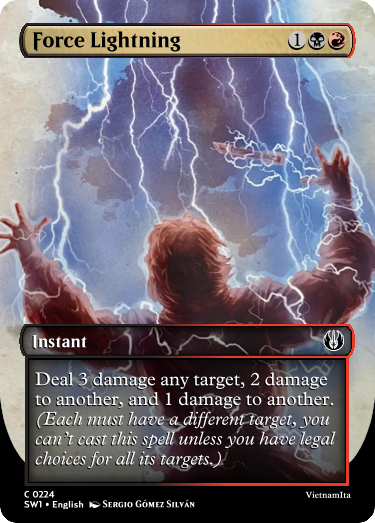 Force Lightning 1
Instant
Deal 3 damage any target, 2 damage
to another, and 1 damage to another.
(Each must have a different target, you
can't cast this spell unless you have legal
choices for all its targets.)
C 0224
SW1 • English Sergio Gómez Silván
VietnamIta